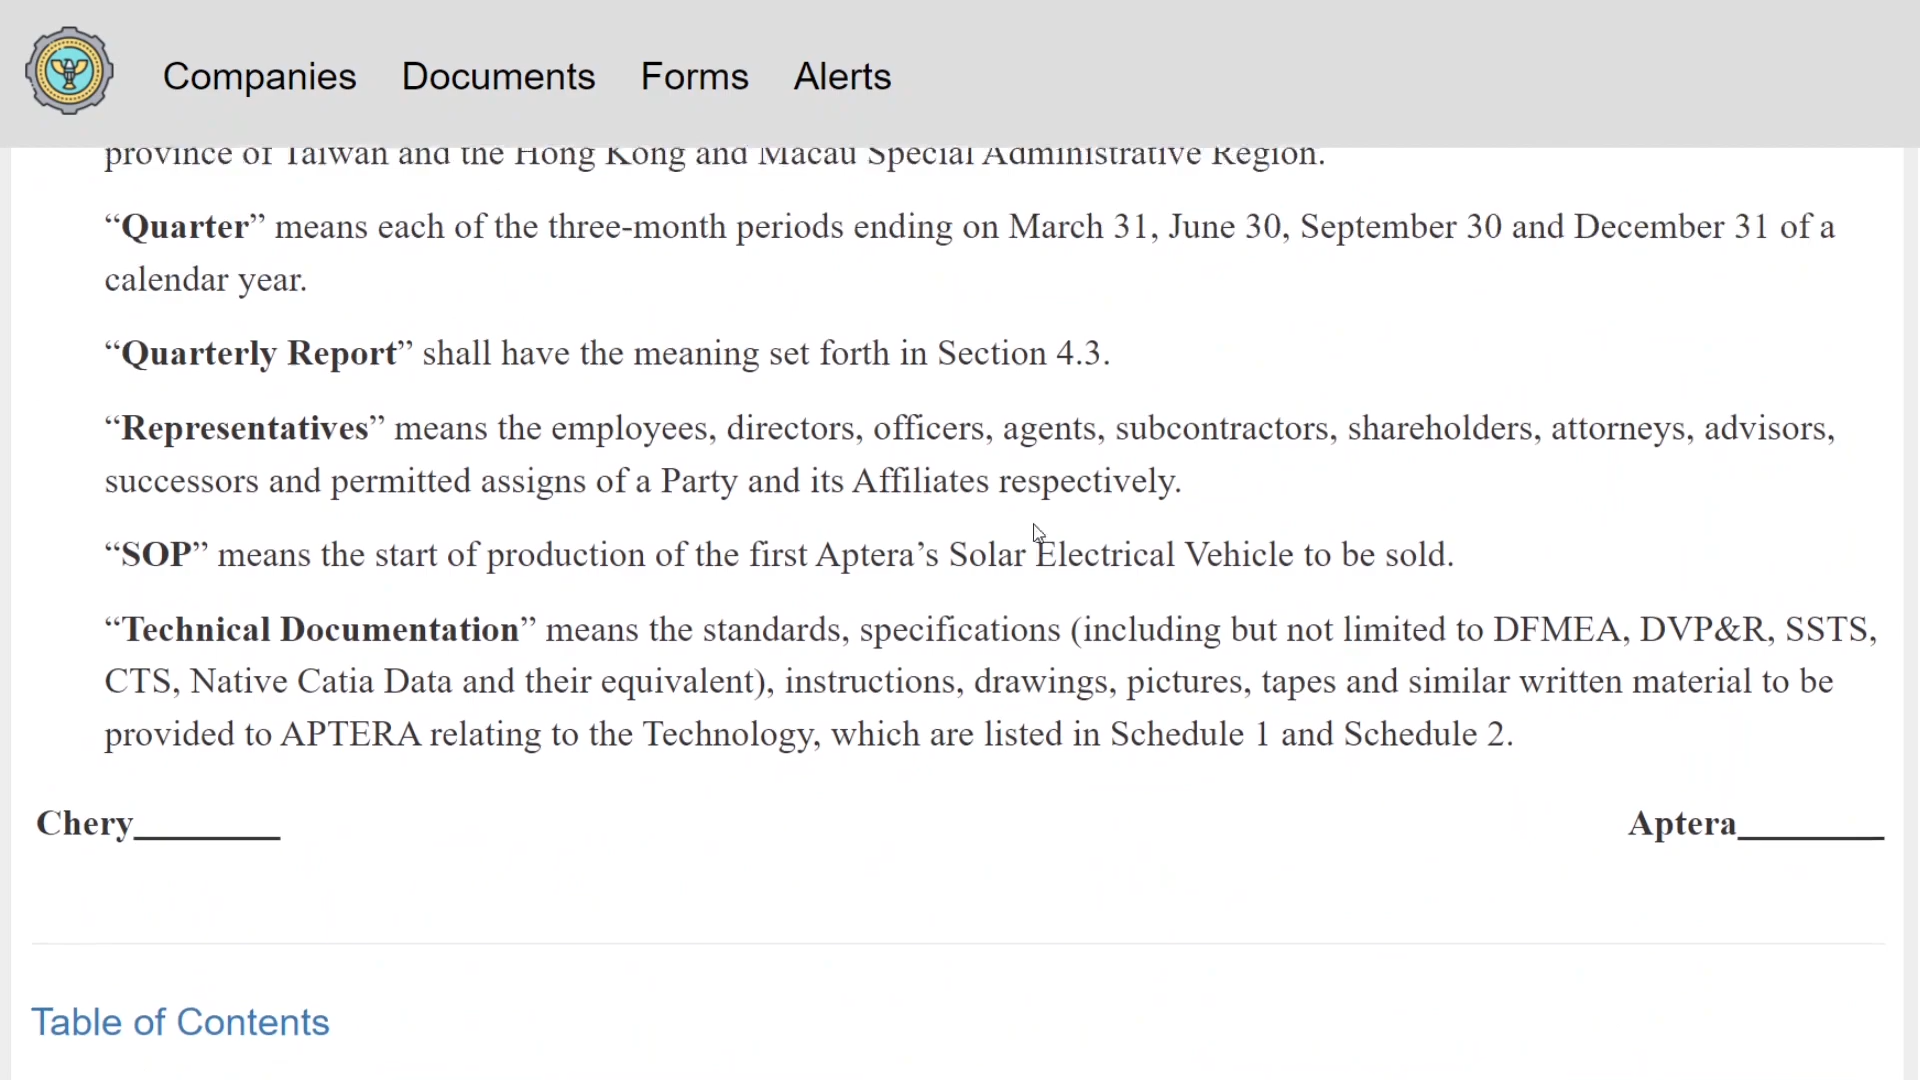 Companies Documents Forms Alerts
province of Taiwan and the Hong Kong and Macau Special Administrative Region.
“Quarter” means each of the three-month periods ending on March 31, June 30, September 30 and December 31 of a
calendar year.
“Quarterly Report” shall have the meaning set forth in Section 4.3.
“Representatives” means the employees, directors, officers, agents, subcontractors, shareholders, attorneys, advisors,
successors and permitted assigns of a Party and its Affiliates respectively.
“SOP” means the start of production of the first Aptera’s Solar Electrical Vehicle to be sold.
“Technical Documentation” means the standards, specifications (including but not limited to DFMEA, DVP&R, SSTS,
CTS, Native Catia Data and their equivalent), instructions, drawings, pictures, tapes and similar written material to be
provided to APTERA relating to the Technology, which are listed in Schedule 1 and Schedule 2.
Chery________ Aptera________
Table of Contents